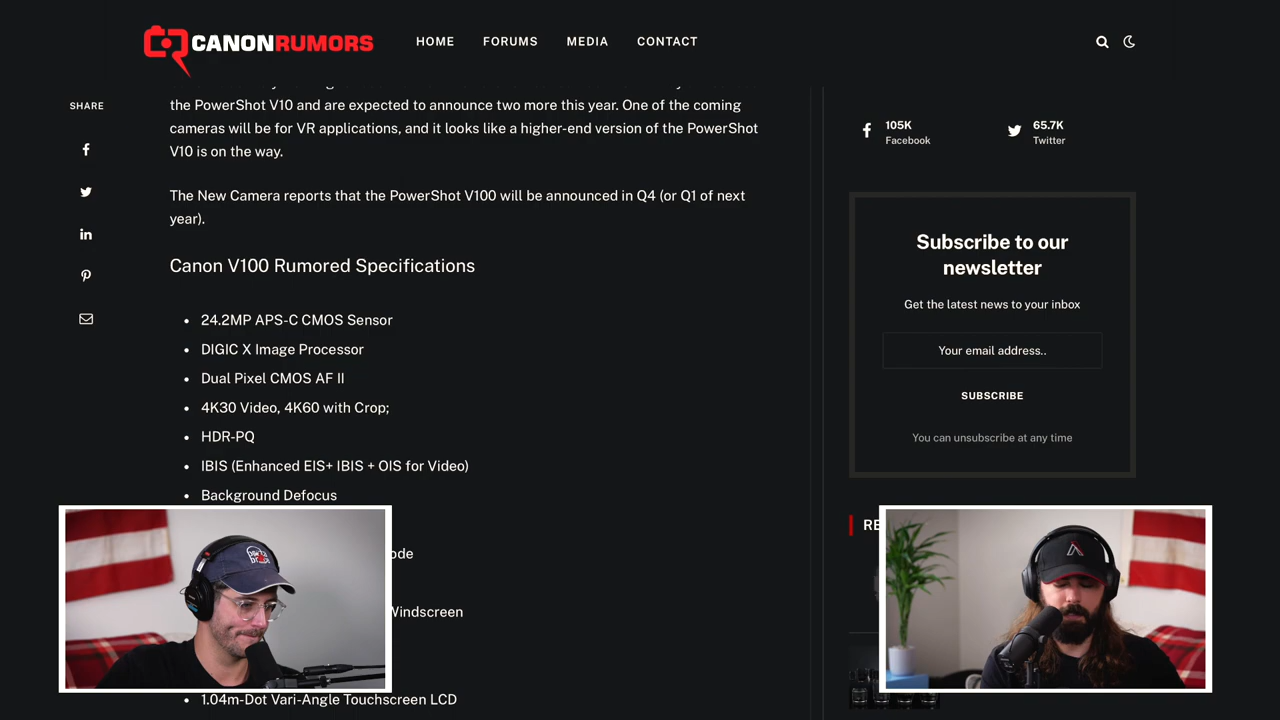 CANONRUMORS
HOME
FORUMS
MEDIA
CONTACT
SHARE
the PowerShot V10 and are expected to announce two more this year. One of the coming
cameras will be for VR applications, and it looks like a higher-end version of the PowerShot
V10 is on the way.
The New Camera reports that the PowerShot V100 will be announced in Q4 (or Q1 of next
year).
Canon V100 Rumored Specifications
• 24.2MP APS-C CMOS Sensor
• DIGIC X Image Processor
• Dual Pixel CMOS AF II
• 4K30 Video, 4K60 with Crop;
• HDR-PQ
• IBIS (Enhanced EIS+ IBIS + OIS for Video)
• Background Defocus
ode
Windscreen
1.04m-Dot Vari-Angle Touchscreen LCD
105K
Facebook
65.7K
Twitter
Subscribe to our
newsletter
Get the latest news to your inbox
Your email address..
SUBSCRIBE
You can unsubscribe at any time
RE